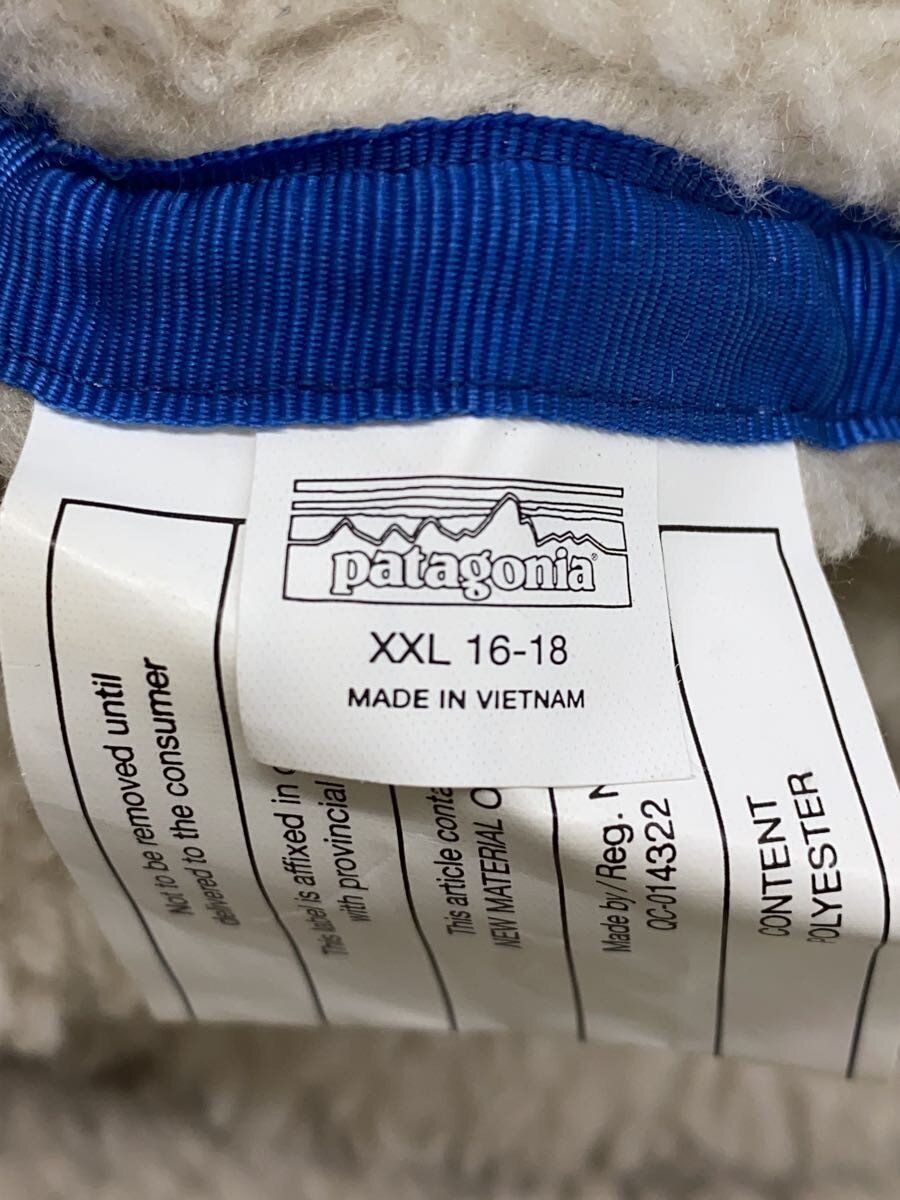 patagonia®
XXL 16-18
MADE IN VIETNAM
Not to be removed until
delivered to the consumer
This label is affixed in
with provincial
This article
NEW MATERIAL
Made by/Reg.
QC-014322
CONTENT
POLYESTER